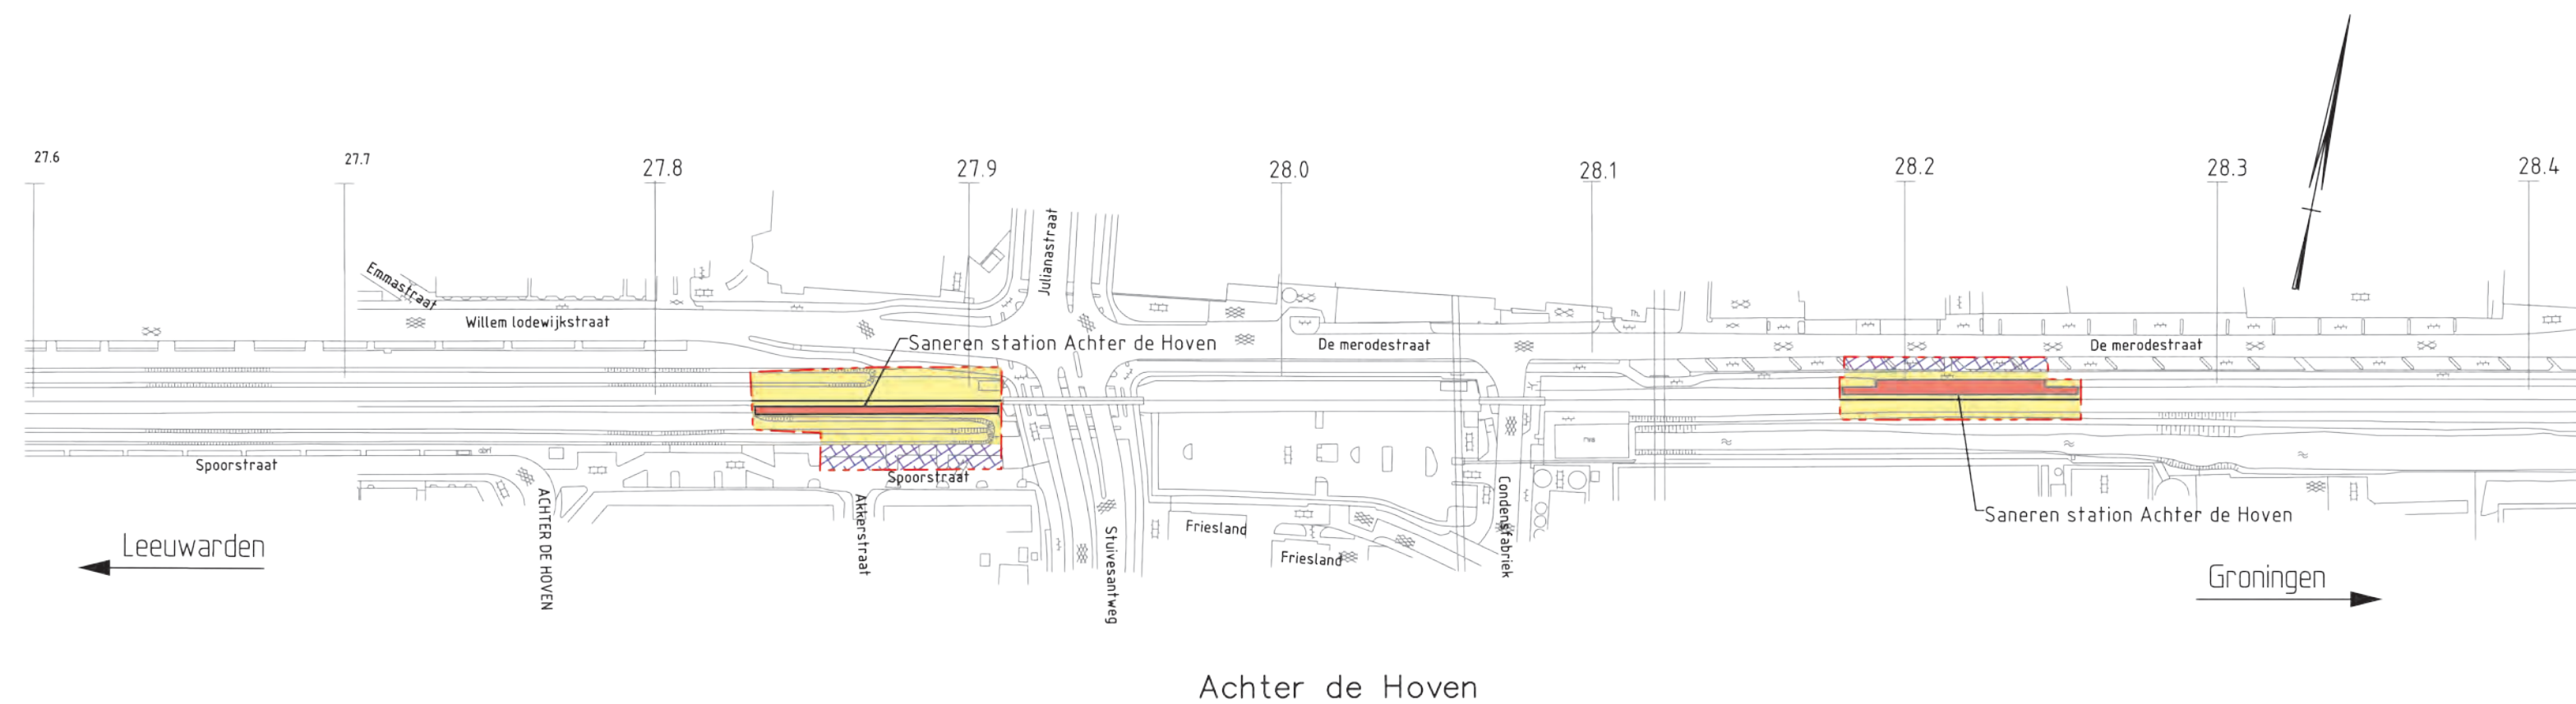 27.6
27.7
27.8
27.9
28.0
28.1
28.2
28.3
28.4
Emmastraat
Julianastraat
Willem lodewijkstraat
Saneren station Achter de Hoven
De merodestraat
De merodestraat
Spoorstraat
Spoorstraat
ACHTER DE HOVEN
Akkerstraat
Stuivesantweg
Friesland
Friesland
Condensfabriek
Saneren station Achter de Hoven
Leeuwarden
Groningen
Achter de Hoven